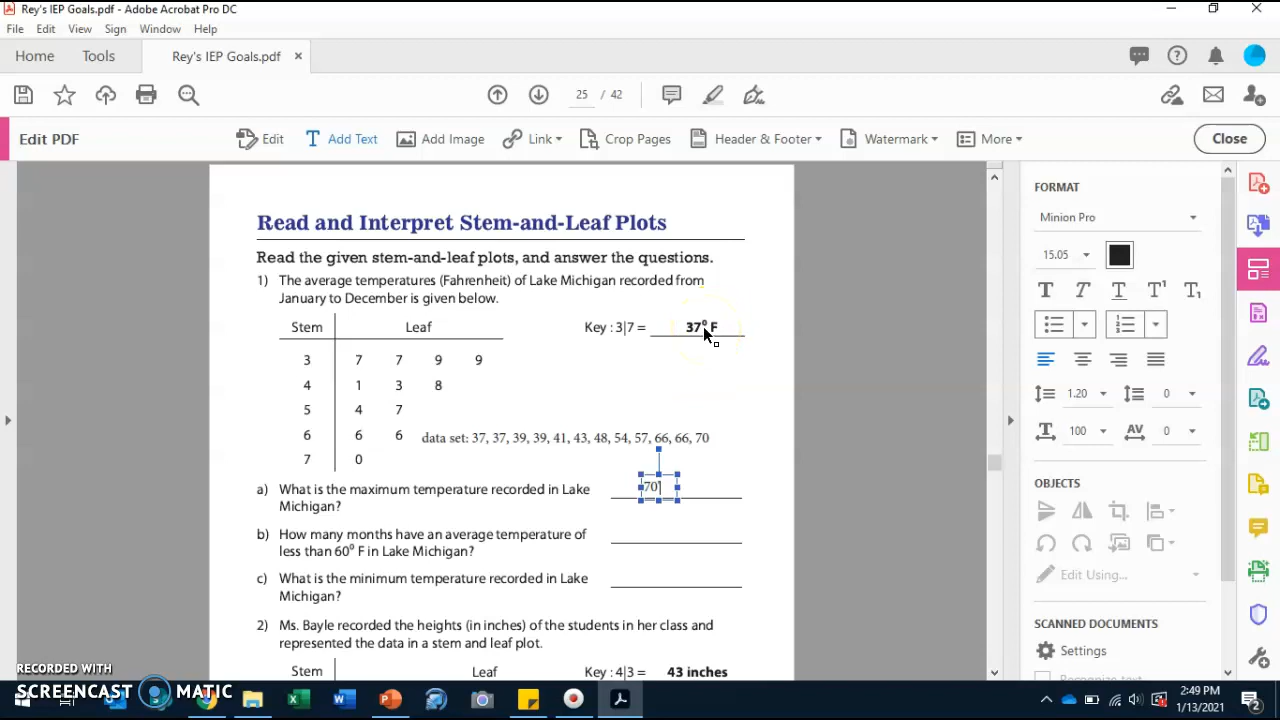 Rey's IEP Goals.pdf - Adobe Acrobat Pro DC
File Edit View Sign Window Help
Home Tools Rey's IEP Goals.pdf ×
25 / 42
Edit PDF Edit Add Text Add Image Link Crop Pages Header & Footer Watermark More Close
Read and Interpret Stem-and-Leaf Plots
Read the given stem-and-leaf plots, and answer the questions.
1) The average temperatures (Fahrenheit) of Lake Michigan recorded from
January to December is given below.
Stem Leaf Key : 3|7 = 37⁰ F
3 7 7 9 9
4 1 3 8
5 4 7
6 6 6 data set: 37, 37, 39, 39, 41, 43, 48, 54, 57, 66, 66, 70
7 0
a) What is the maximum temperature recorded in Lake 70
Michigan?
b) How many months have an average temperature of
less than 60⁰ F in Lake Michigan?
c) What is the minimum temperature recorded in Lake
Michigan?
2) Ms. Bayle recorded the heights (in inches) of the students in her class and
represented the data in a stem and leaf plot.
Stem Leaf Key : 4|3 = 43 inches
FORMAT
Minion Pro
15.05
T T T T¹ T₁
1.20 0
100 AV 0
OBJECTS
Edit Using...
SCANNED DOCUMENTS
Settings
Recognize text
RECORDED WITH
SCREENCAST MATIC
2:49 PM
1/13/2021
2